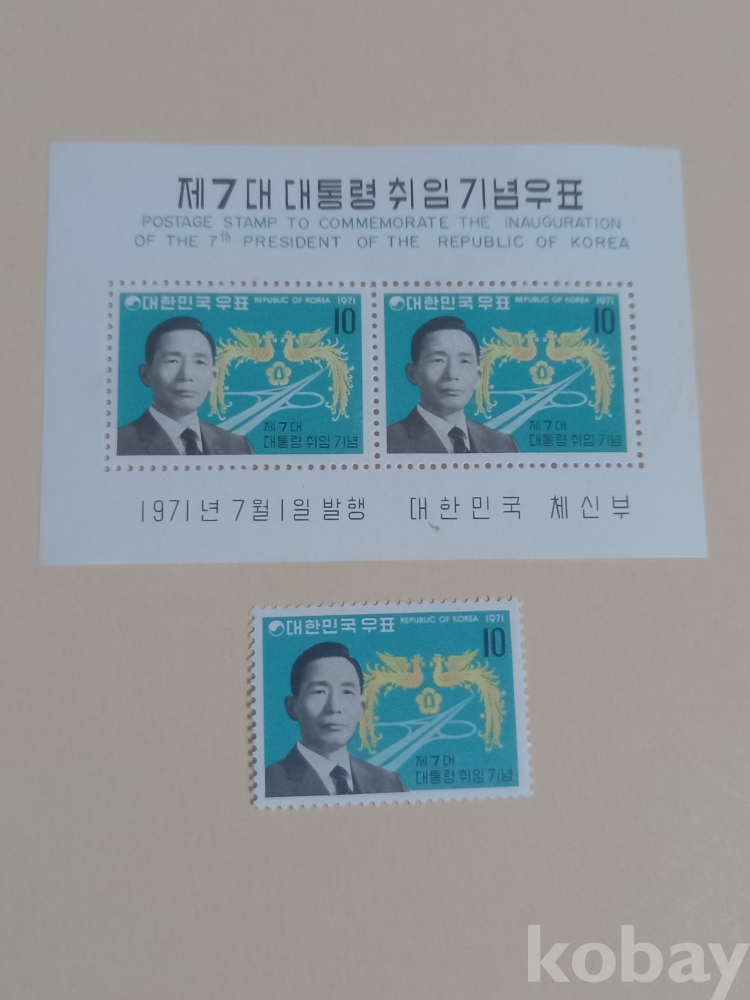 제7대 대통령 취임 기념우표
POSTAGE STAMP TO COMMEMORATE THE INAUGURATION
OF THE 7th PRESIDENT OF THE REPUBLIC OF KOREA
대한민국우표 REPUBLIC OF KOREA 1971
10
제7대
대통령 취임 기념
대한민국우표 REPUBLIC OF KOREA 1971
10
제7대
대통령 취임 기념
1971년 7월 1일 발행 대한민국 체신부
대한민국우표 REPUBLIC OF KOREA 1971
10
제7대
대통령 취임 기념
kobay